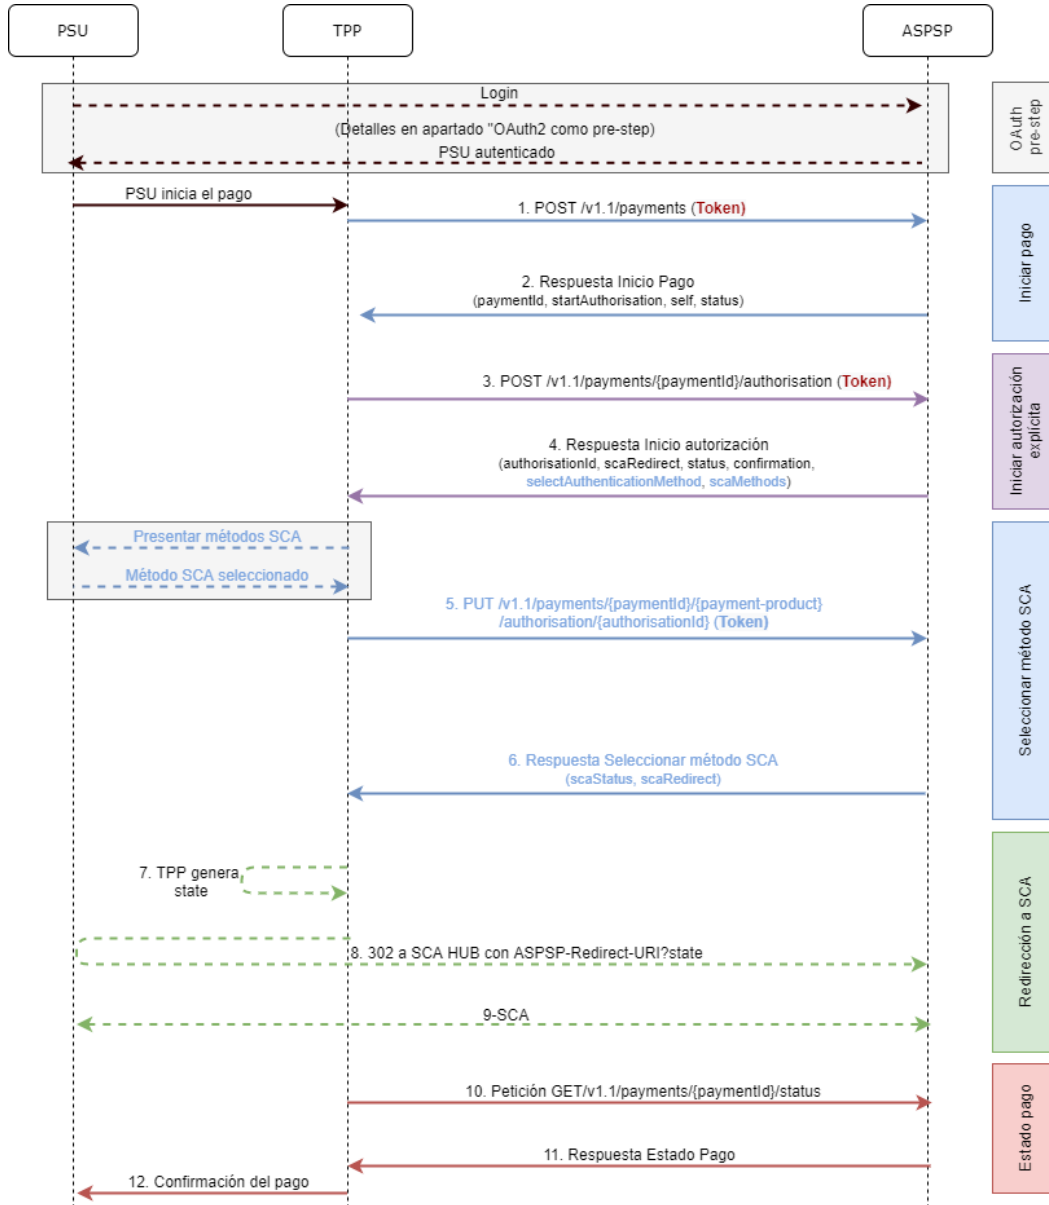 PSU
TPP
ASPSP
Login
(Detalles en apartado "OAuth2 como pre-step)
PSU autenticado
OAuth
pre-step
PSU inicia el pago
1. POST /v1.1/payments (Token)
2. Respuesta Inicio Pago
(paymentId, startAuthorisation, self, status)
Iniciar pago
3. POST /v1.1/payments/{paymentId}/authorisation (Token)
4. Respuesta Inicio autorización
(authorisationId, scaRedirect, status, confirmation,
selectAuthenticationMethod, scaMethods)
Iniciar autorización
explícita
Presentar métodos SCA
Método SCA seleccionado
5. PUT /v1.1/payments/{paymentId}/{payment-product}
/authorisation/{authorisationId} (Token)
6. Respuesta Seleccionar método SCA
(scaStatus, scaRedirect)
Seleccionar método SCA
7. TPP genera
state
8. 302 a SCA HUB con ASPSP-Redirect-URI?state
9-SCA
Redirección a SCA
10. Petición GET/v1.1/payments/{paymentId}/status
11. Respuesta Estado Pago
12. Confirmación del pago
Estado pago